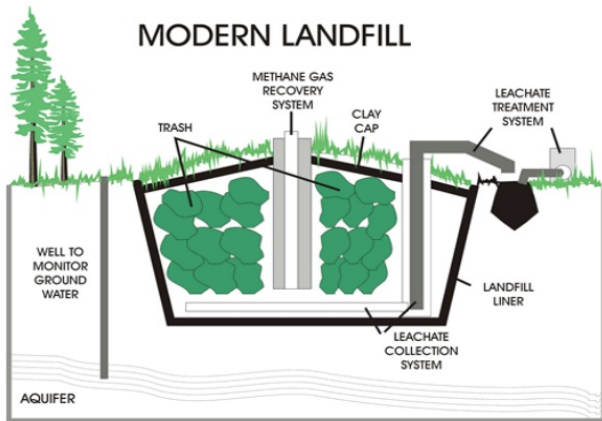 MODERN LANDFILL
METHANE GAS
RECOVERY
SYSTEM
LEACHATE
TREATMENT
SYSTEM
TRASH
CLAY
CAP
WELL TO
MONITOR
GROUND
WATER
LANDFILL
LINER
LEACHATE
COLLECTION
SYSTEM
AQUIFER